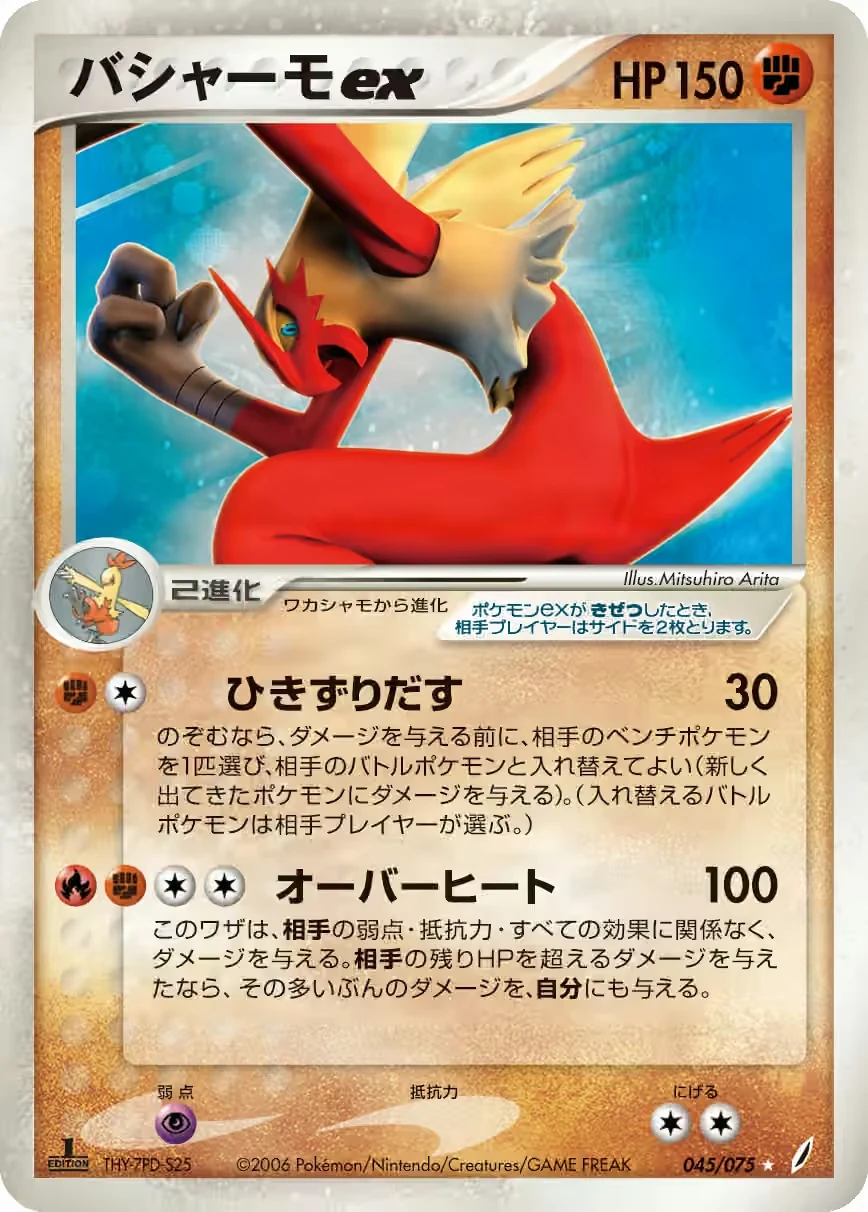 バシャーモex HP 150
Illus.Mitsuhiro Arita
己進化
ワカシャモから進化
ポケモンexが きぜつしたとき、
相手プレイヤーはサイドを2枚とります。
ひきずりだす 30
のぞむなら、ダメージを与える前に、相手のベンチポケモン
を1匹選び、相手のバトルポケモンと入れ替えてよい（新しく
出てきたポケモンにダメージを与える）。（入れ替えるバトル
ポケモンは相手プレイヤーが選ぶ。）
オーバーヒート 100
このワザは、相手の弱点・抵抗力・すべての効果に関係なく、
ダメージを与える。相手の残りHPを超えるダメージを与え
たなら、その多いぶんのダメージを、自分にも与える。
弱点 抵抗力 にげる
1 EDITION THY-7PD-S25 ©2006 Pokémon/Nintendo/Creatures/GAME FREAK 045/075 ★